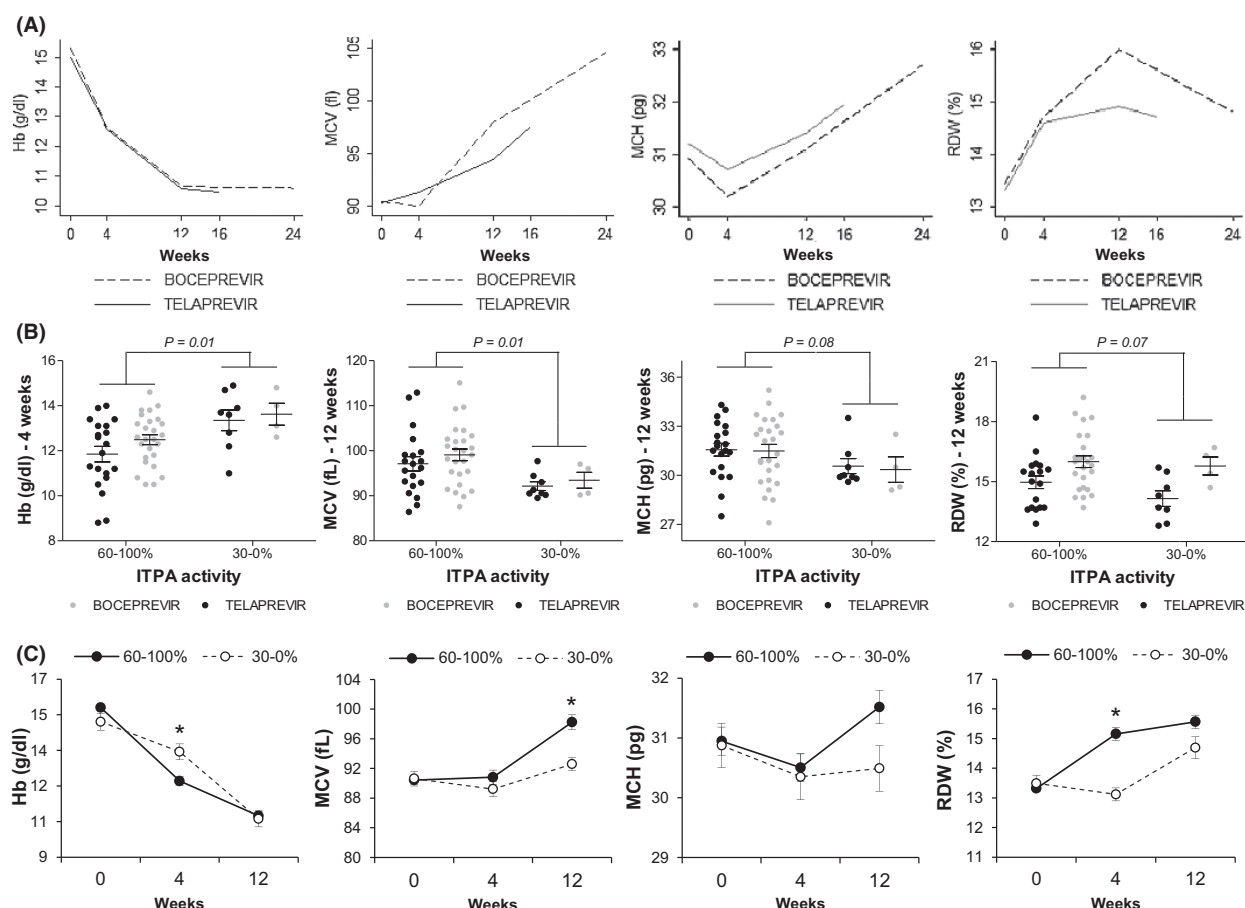 (A)
Hb (g/dl)
15
14
13
12
11
10
0 4 12 16 24
Weeks
BOCEPREVIR
TELAPREVIR
MCV (fl)
105
100
95
90
0 4 12 16 24
Weeks
BOCEPREVIR
TELAPREVIR
MCH (pg)
33
32
31
30
0 4 12 16 24
Weeks
BOCEPREVIR
TELAPREVIR
RDW (%)
16
15
14
13
0 4 12 16 24
Weeks
BOCEPREVIR
TELAPREVIR
(B)
P = 0.01
Hb (g/dl) - 4 weeks
16
14
12
10
8
60-100% 30-0%
ITPA activity
BOCEPREVIR TELAPREVIR
P = 0.01
MCV (fL) - 12 weeks
120
110
100
90
80
60-100% 30-0%
ITPA activity
BOCEPREVIR TELAPREVIR
P = 0.08
MCH (pg) - 12 weeks
36
33
30
27
60-100% 30-0%
ITPA activity
BOCEPREVIR TELAPREVIR
P = 0.07
RDW (%) - 12 weeks
21
18
15
12
60-100% 30-0%
ITPA activity
BOCEPREVIR TELAPREVIR
(C)
60-100% 30-0%
Hb (g/dl)
17
15
14
12
11
9
*
0 4 12
Weeks
60-100% 30-0%
MCV (fL)
104
100
96
92
88
84
80
*
0 4 12
Weeks
60-100% 30-0%
MCH (pg)
32
31
30
29
0 4 12
Weeks
60-100% 30-0%
RDW (%)
17
16
15
14
13
12
11
*
0 4 12
Weeks